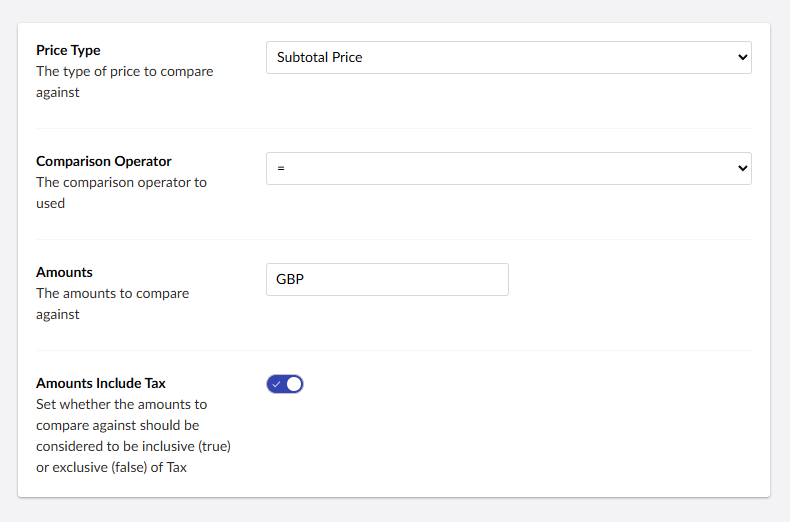 Price Type
The type of price to compare
against
Subtotal Price
Comparison Operator
The comparison operator to
used
=
Amounts
The amounts to compare
against
GBP
Amounts Include Tax
Set whether the amounts to
compare against should be
considered to be inclusive (true)
or exclusive (false) of Tax